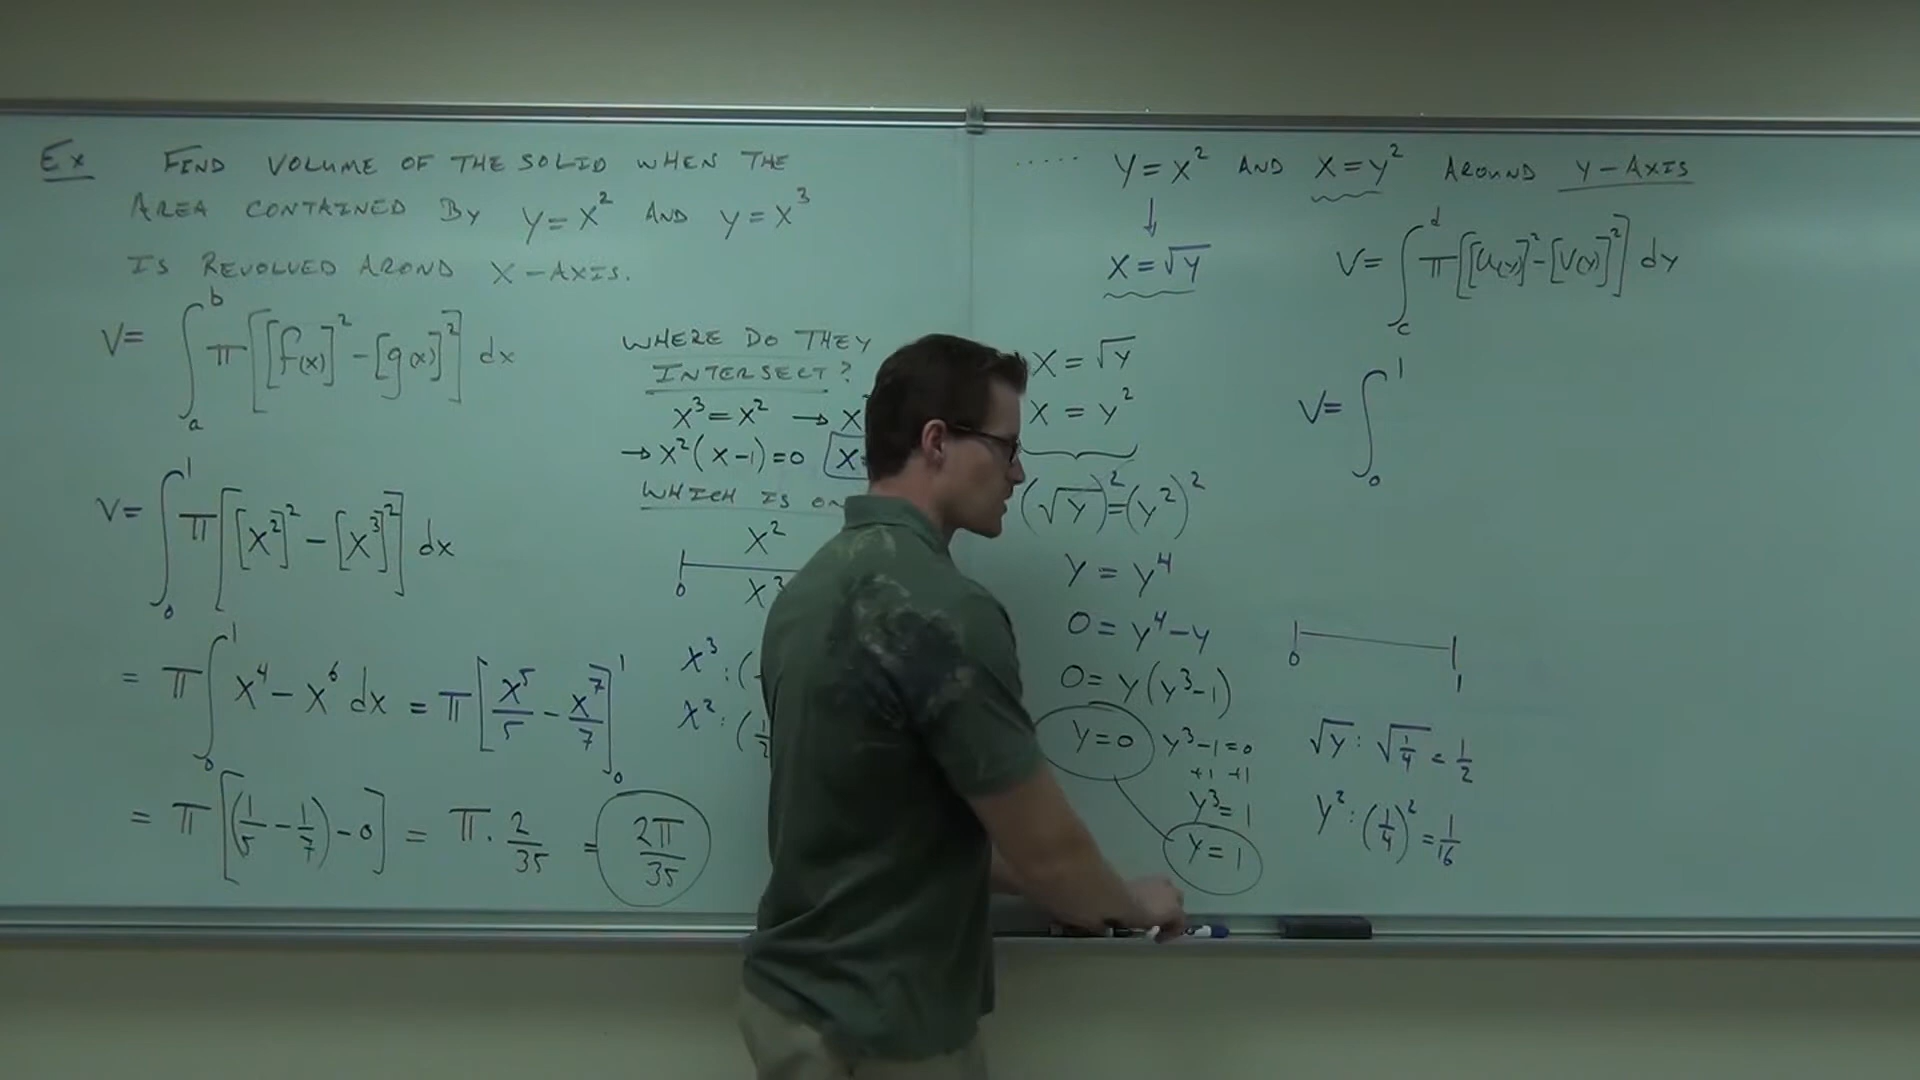 Ex FIND VOLUME OF THE SOLID WHEN THE
AREA CONTAINED BY y = x² AND y = x³
IS REVOLVED AROND X-AXIS.
V= ∫ₐᵇ π[[f(x)]² - [g(x)]²] dx
V= ∫₀¹ π[[x²]² - [x³]²] dx
= π ∫₀¹ x⁴ - x⁶ dx = π[x⁵/5 - x⁷/7]₀¹
= π[(1/5 - 1/7) - 0] = π · 2/35 = 2π/35
WHERE DO THEY
INTERSECT?
x³ = x² → x
→ x²(x-1)=0 x
WHICH IS
x²
0
x³
x³: (
x²: (1/2
..... y = x² AND x = y² AROUND Y-AXIS
↓
x = √y
x = √y
x = y²
(√y)² = (y²)²
y = y⁴
0 = y⁴ - y
0 = y(y³-1)
y=0 y³-1=0
+1 +1
y³=1
y=1
V= ∫_c^d π[[u(y)]² - [v(y)]²] dy
V= ∫₀¹
0 1
√y: √(1/4) = 1/2
y²: (1/4)² = 1/16